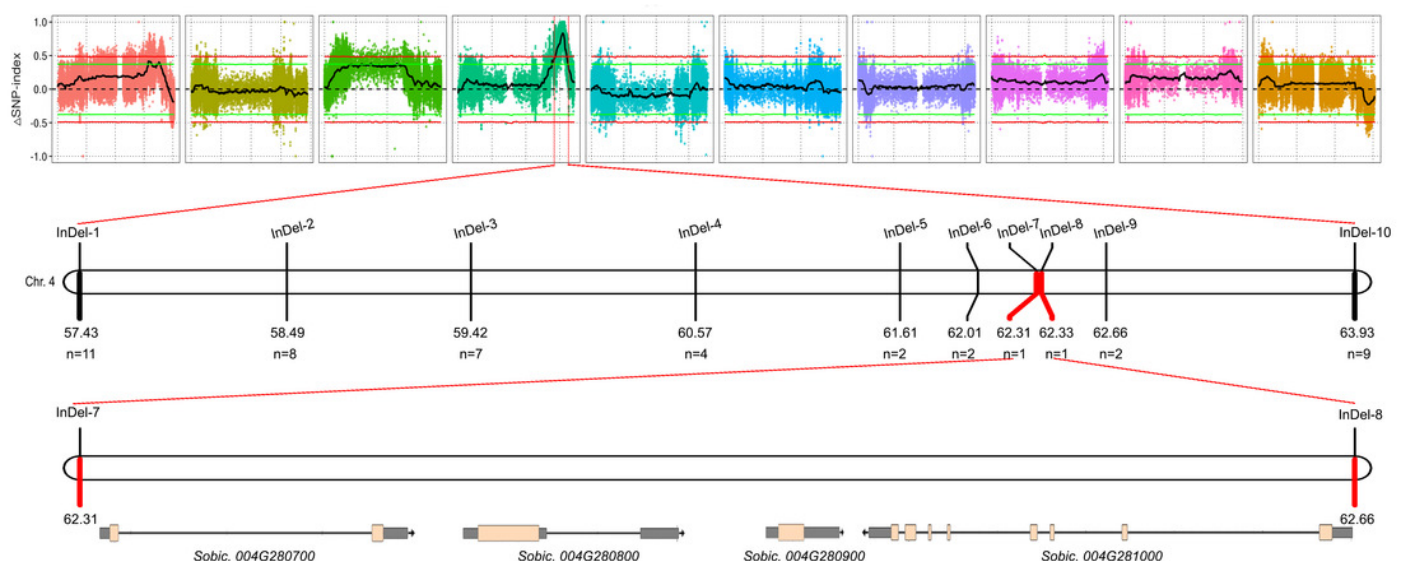 ΔSNP-index
1.0
0.5
0.0
-0.5
-1.0
InDel-1 InDel-2 InDel-3 InDel-4 InDel-5 InDel-6 InDel-7 InDel-8 InDel-9 InDel-10
Chr. 4
57.43 58.49 59.42 60.57 61.61 62.01 62.31 62.33 62.66 63.93
n=11 n=8 n=7 n=4 n=2 n=2 n=1 n=1 n=2 n=9
InDel-7 InDel-8
62.31 62.66
Sobic. 004G280700 Sobic. 004G280800 Sobic. 004G280900 Sobic. 004G281000